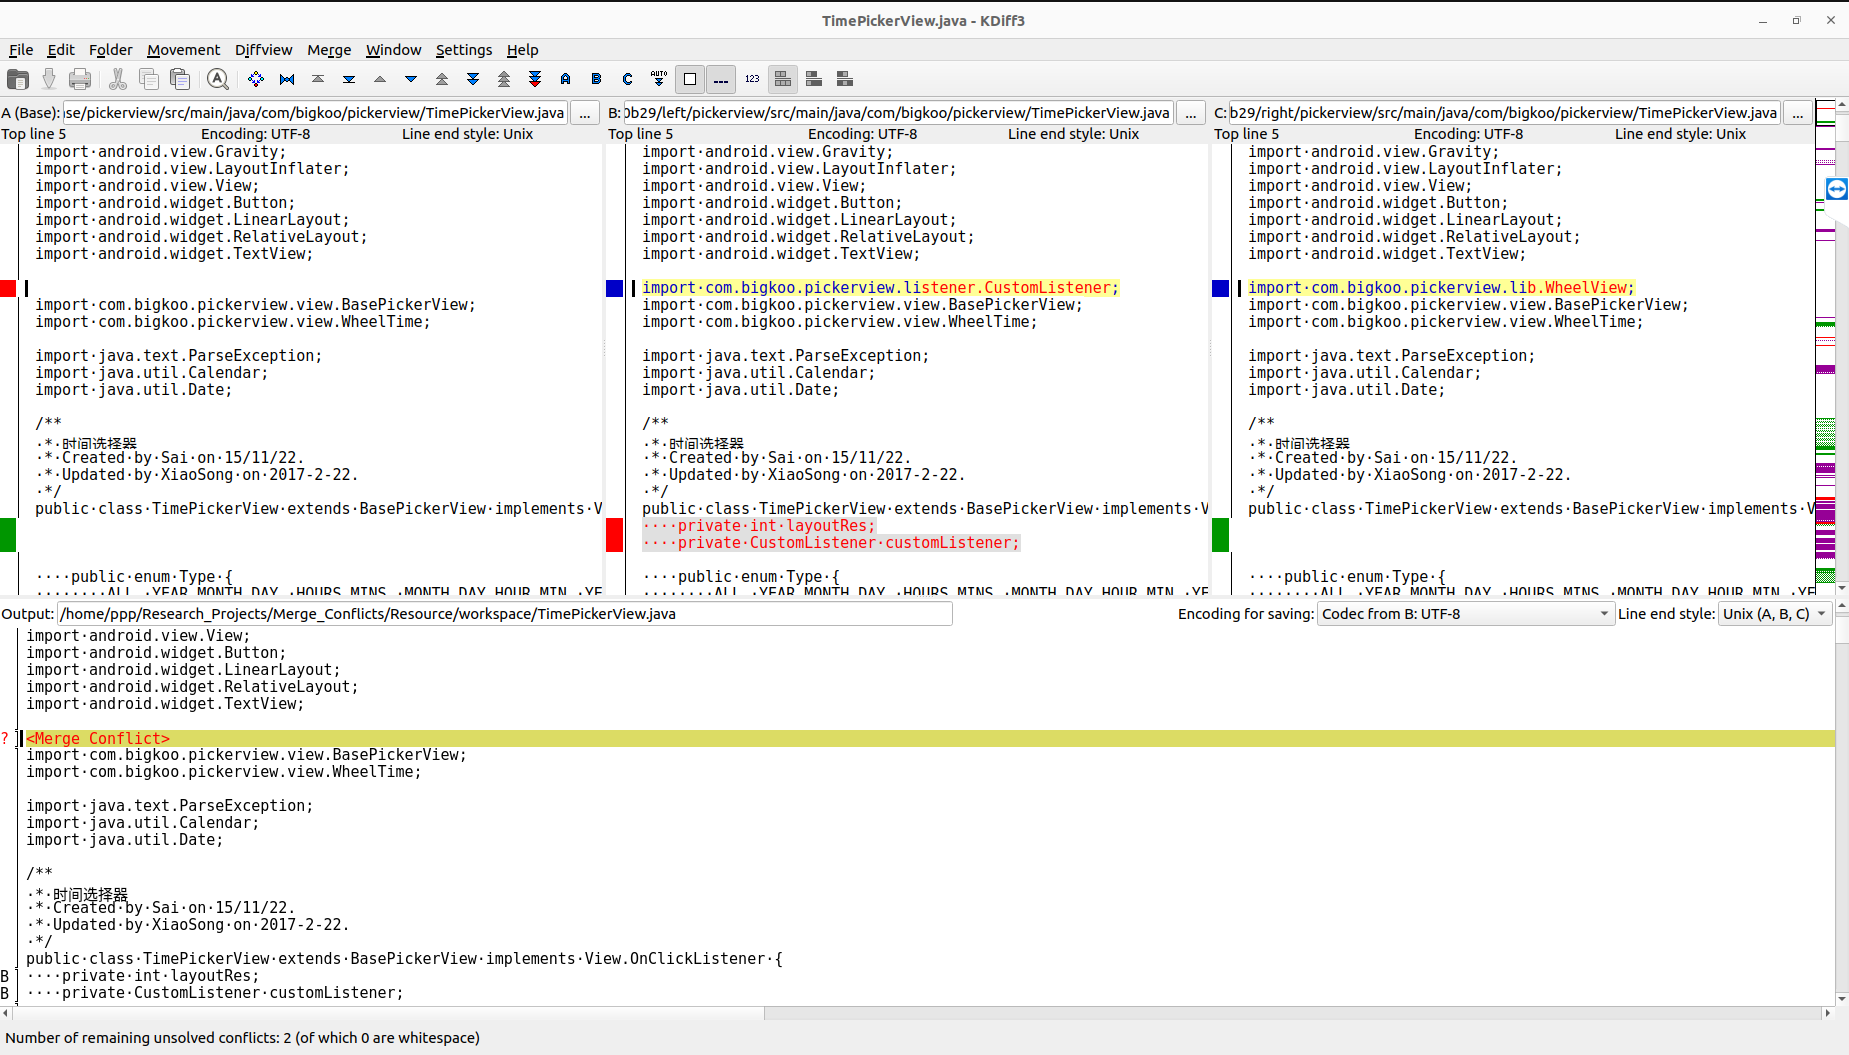 TimePickerView.java - KDiff3
File Edit Folder Movement Diffview Merge Window Settings Help
A B C AUTO 123
A (Base): se/pickerview/src/main/java/com/bigkoo/pickerview/TimePickerView.java ...
Top line 5 Encoding: UTF-8 Line end style: Unix
import·android.view.Gravity;
import·android.view.LayoutInflater;
import·android.view.View;
import·android.widget.Button;
import·android.widget.LinearLayout;
import·android.widget.RelativeLayout;
import·android.widget.TextView;
import·com.bigkoo.pickerview.view.BasePickerView;
import·com.bigkoo.pickerview.view.WheelTime;
import·java.text.ParseException;
import·java.util.Calendar;
import·java.util.Date;
/**
·*·时间选择器
·*·Created·by·Sai·on·15/11/22.
·*·Updated·by·XiaoSong·on·2017-2-22.
·*/
public·class·TimePickerView·extends·BasePickerView·implements·V
····public·enum·Type·{
········ALL,·YEAR_MONTH_DAY,·HOURS_MINS,·MONTH_DAY_HOUR_MIN,·YE
B: ob29/left/pickerview/src/main/java/com/bigkoo/pickerview/TimePickerView.java ...
Top line 5 Encoding: UTF-8 Line end style: Unix
import·android.view.Gravity;
import·android.view.LayoutInflater;
import·android.view.View;
import·android.widget.Button;
import·android.widget.LinearLayout;
import·android.widget.RelativeLayout;
import·android.widget.TextView;
import·com.bigkoo.pickerview.listener.CustomListener;
import·com.bigkoo.pickerview.view.BasePickerView;
import·com.bigkoo.pickerview.view.WheelTime;
import·java.text.ParseException;
import·java.util.Calendar;
import·java.util.Date;
/**
·*·时间选择器
·*·Created·by·Sai·on·15/11/22.
·*·Updated·by·XiaoSong·on·2017-2-22.
·*/
public·class·TimePickerView·extends·BasePickerView·implements·V
····private·int·layoutRes;
····private·CustomListener·customListener;
····public·enum·Type·{
········ALL,·YEAR_MONTH_DAY,·HOURS_MINS,·MONTH_DAY_HOUR_MIN,·YE
C: b29/right/pickerview/src/main/java/com/bigkoo/pickerview/TimePickerView.java ...
Top line 5 Encoding: UTF-8 Line end style: Unix
import·android.view.Gravity;
import·android.view.LayoutInflater;
import·android.view.View;
import·android.widget.Button;
import·android.widget.LinearLayout;
import·android.widget.RelativeLayout;
import·android.widget.TextView;
import·com.bigkoo.pickerview.lib.WheelView;
import·com.bigkoo.pickerview.view.BasePickerView;
import·com.bigkoo.pickerview.view.WheelTime;
import·java.text.ParseException;
import·java.util.Calendar;
import·java.util.Date;
/**
·*·时间选择器
·*·Created·by·Sai·on·15/11/22.
·*·Updated·by·XiaoSong·on·2017-2-22.
·*/
public·class·TimePickerView·extends·BasePickerView·implements·V
····public·enum·Type·{
········ALL,·YEAR_MONTH_DAY,·HOURS_MINS,·MONTH_DAY_HOUR_MIN,·YE
Output: /home/ppp/Research_Projects/Merge_Conflicts/Resource/workspace/TimePickerView.java Encoding for saving: Codec from B: UTF-8 Line end style: Unix (A, B, C)
import·android.view.View;
import·android.widget.Button;
import·android.widget.LinearLayout;
import·android.widget.RelativeLayout;
import·android.widget.TextView;
? <Merge Conflict>
import·com.bigkoo.pickerview.view.BasePickerView;
import·com.bigkoo.pickerview.view.WheelTime;
import·java.text.ParseException;
import·java.util.Calendar;
import·java.util.Date;
/**
·*·时间选择器
·*·Created·by·Sai·on·15/11/22.
·*·Updated·by·XiaoSong·on·2017-2-22.
·*/
public·class·TimePickerView·extends·BasePickerView·implements·View.OnClickListener·{
B ····private·int·layoutRes;
B ····private·CustomListener·customListener;
Number of remaining unsolved conflicts: 2 (of which 0 are whitespace)